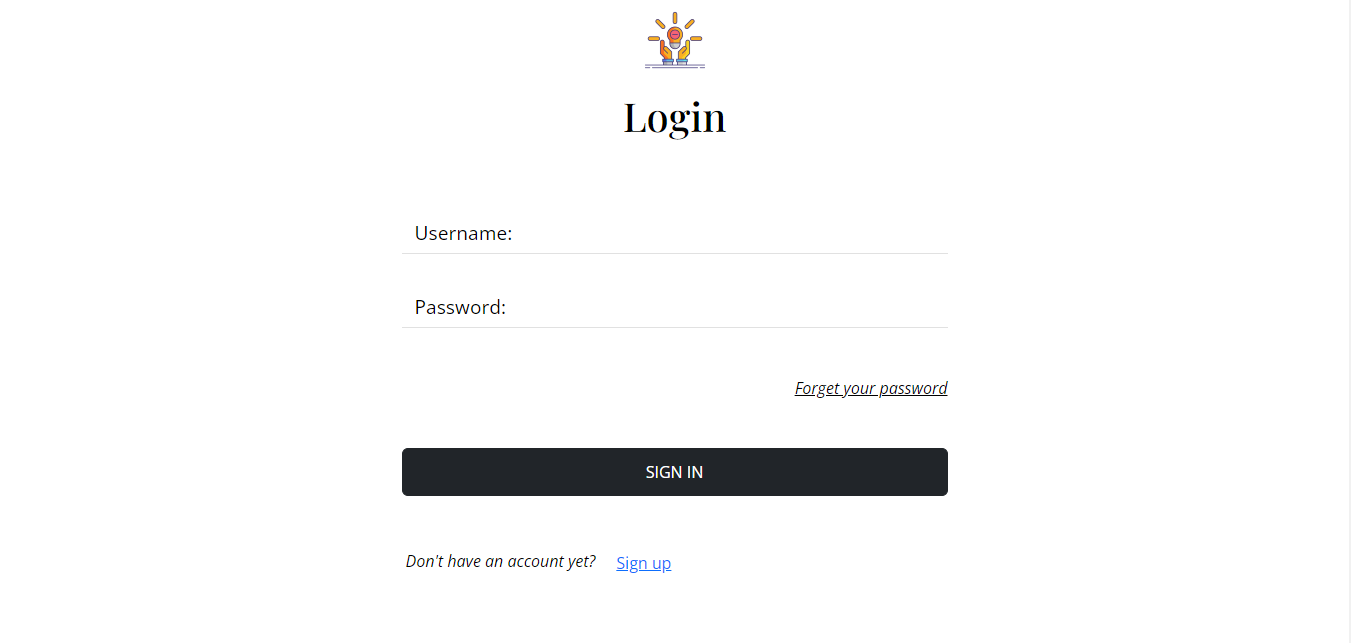 Login
Username:
Password:
Forget your password
SIGN IN
Don't have an account yet? Sign up